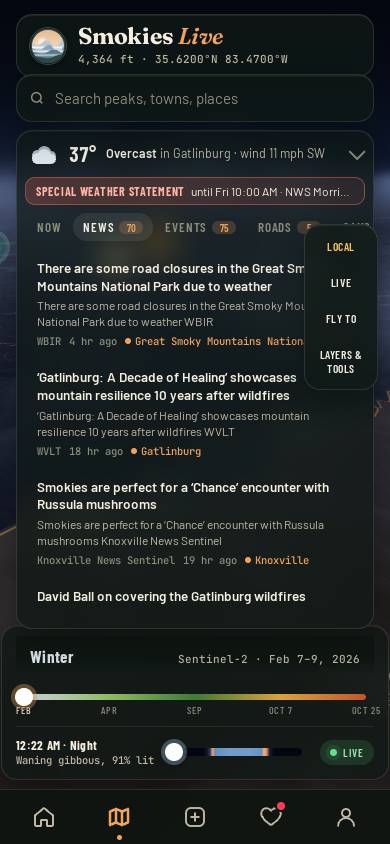 Smokies Live
4,364 ft · 35.6200°N 83.4700°W
Search peaks, towns, places
37° Overcast in Gatlinburg · wind 11 mph SW
SPECIAL WEATHER STATEMENT until Fri 10:00 AM · NWS Morri...
NOW NEWS 70 EVENTS 75 ROADS
LOCAL
LIVE
FLY TO
LAYERS &
TOOLS
There are some road closures in the Great Sm
Mountains National Park due to weather
There are some road closures in the Great Smoky Mou
National Park due to weather WBIR
WBIR 4 hr ago Great Smoky Mountains Nation
‘Gatlinburg: A Decade of Healing’ showcases
mountain resilience 10 years after wildfires
‘Gatlinburg: A Decade of Healing’ showcases mountain
resilience 10 years after wildfires WVLT
WVLT 18 hr ago Gatlinburg
Smokies are perfect for a ‘Chance’ encounter with
Russula mushrooms
Smokies are perfect for a ‘Chance’ encounter with Russula
mushrooms Knoxville News Sentinel
Knoxville News Sentinel 19 hr ago Knoxville
David Ball on covering the Gatlinburg wildfires
Winter Sentinel-2 · Feb 7–9, 2026
FEB APR SEP OCT 7 OCT 25
12:22 AM · Night
Waning gibbous, 91% lit
LIVE